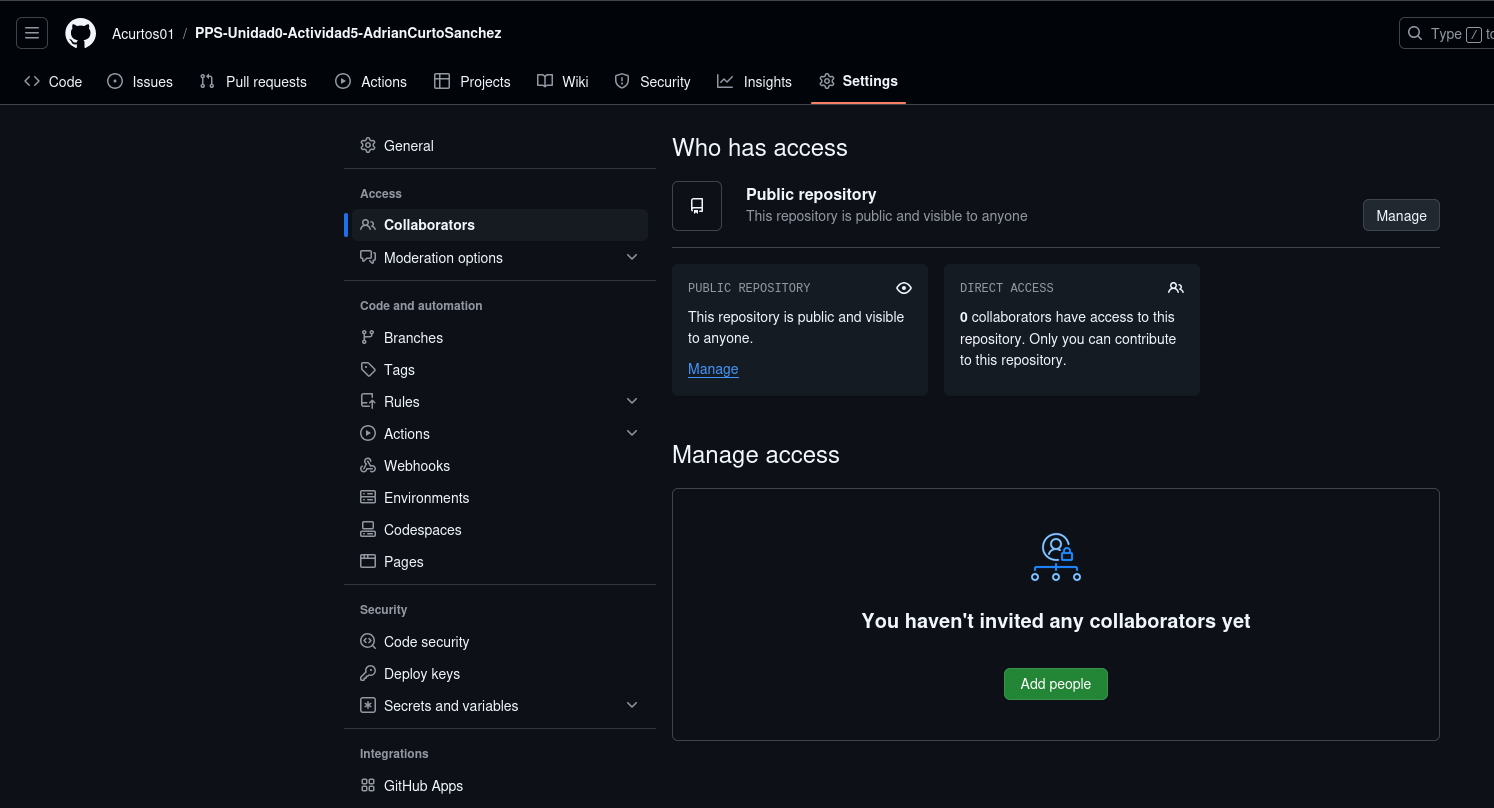 Acurtos01 / PPS-Unidad0-Actividad5-AdrianCurtoSanchez
Type / to
Code Issues Pull requests Actions Projects Wiki Security Insights Settings
General
Access
Collaborators
Moderation options
Code and automation
Branches
Tags
Rules
Actions
Webhooks
Environments
Codespaces
Pages
Security
Code security
Deploy keys
Secrets and variables
Integrations
GitHub Apps
Who has access
Public repository
This repository is public and visible to anyone
Manage
PUBLIC REPOSITORY
This repository is public and visible
to anyone.
Manage
DIRECT ACCESS
0 collaborators have access to this
repository. Only you can contribute
to this repository.
Manage access
You haven't invited any collaborators yet
Add people